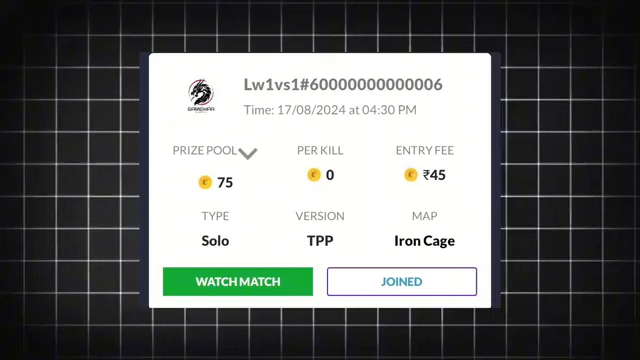 Lw1vs1#60000000000006
GAMEWAR
Time: 17/08/2024 at 04:30 PM
PRIZE POOL PER KILL ENTRY FEE
75 0 ₹45
TYPE VERSION MAP
Solo TPP Iron Cage
WATCH MATCH JOINED